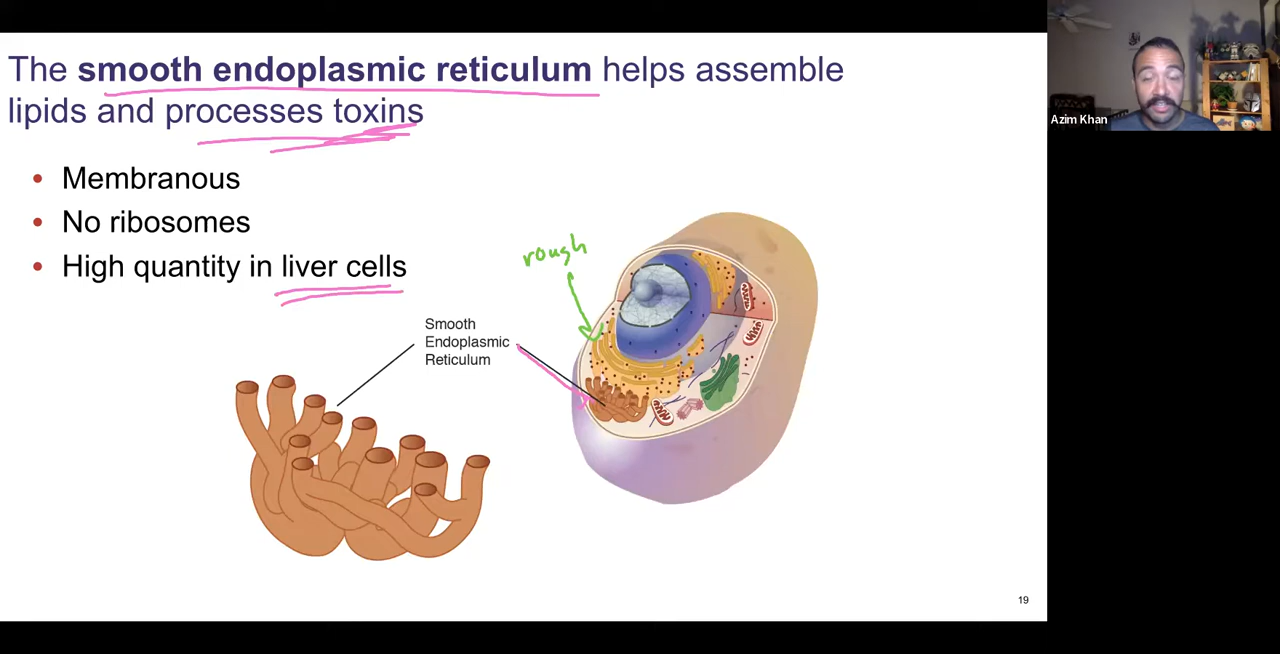 The smooth endoplasmic reticulum helps assemble
lipids and processes toxins
• Membranous
• No ribosomes
• High quantity in liver cells
rough
Smooth
Endoplasmic
Reticulum
19
Azim Khan